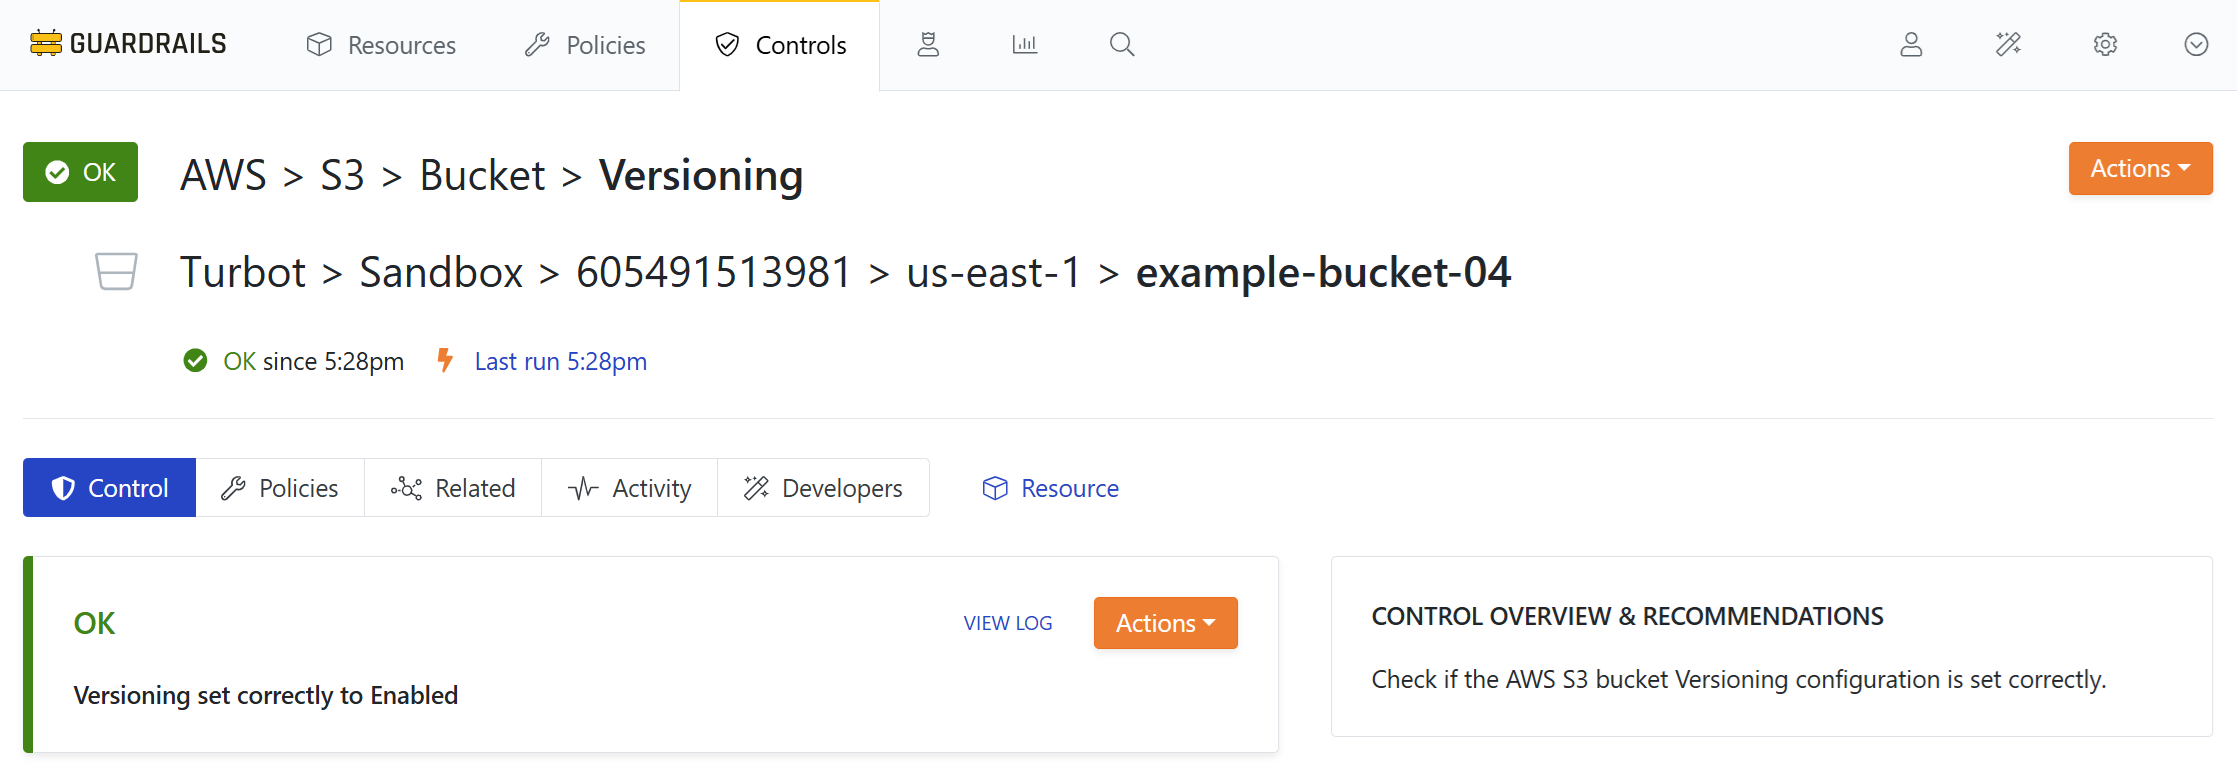 GUARDRAILS Resources Policies Controls
OK AWS > S3 > Bucket > Versioning Actions
Turbot > Sandbox > 605491513981 > us-east-1 > example-bucket-04
OK since 5:28pm Last run 5:28pm
Control Policies Related Activity Developers Resource
OK VIEW LOG Actions
Versioning set correctly to Enabled
CONTROL OVERVIEW & RECOMMENDATIONS
Check if the AWS S3 bucket Versioning configuration is set correctly.